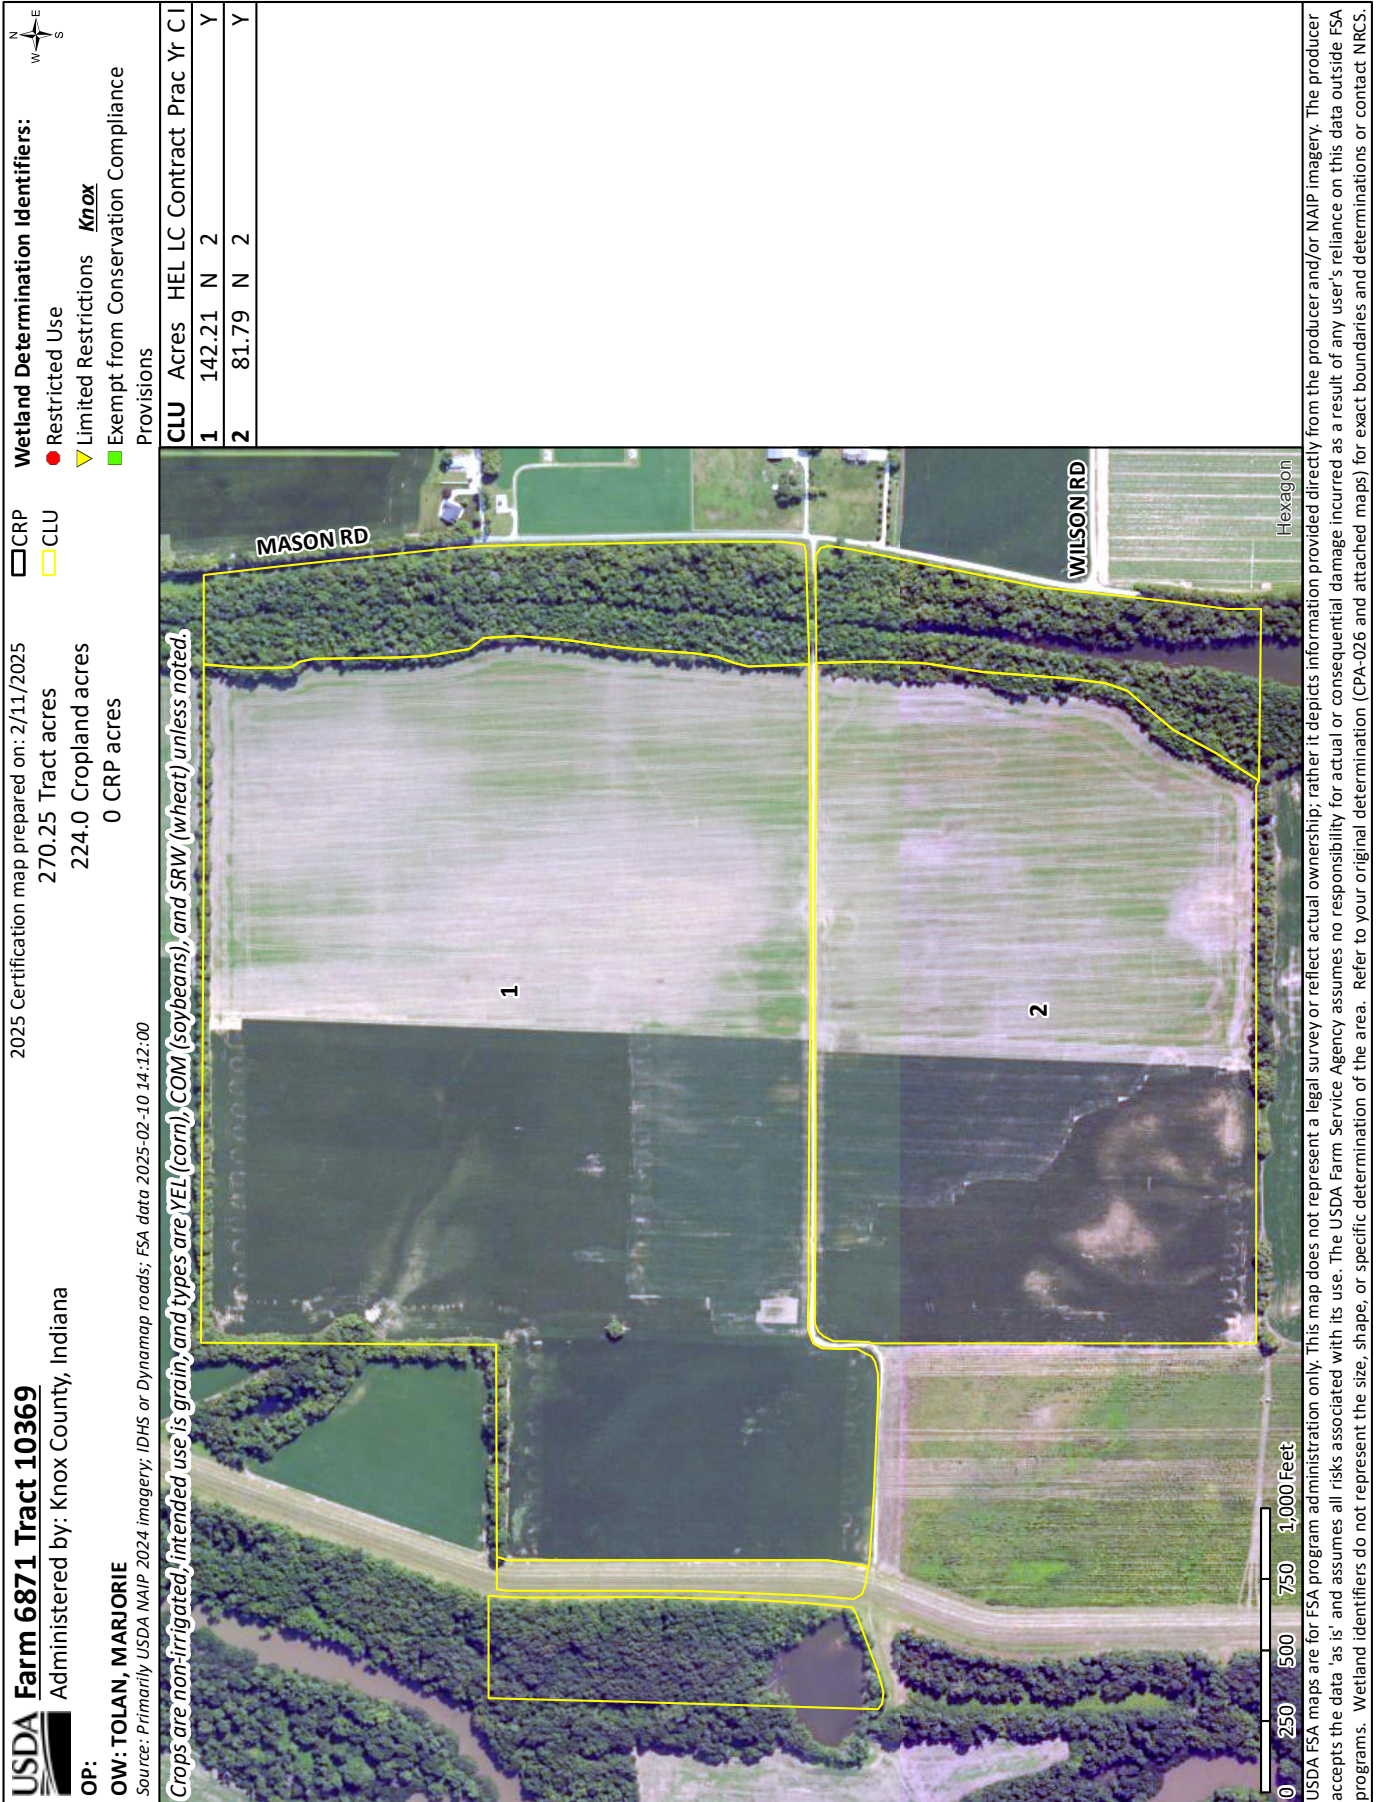 USDA
Farm 6871 Tract 10369
Administered by: Knox County, Indiana
OP:
OW: TOLAN, MARJORIE
Source: Primarily USDA NAIP 2024 imagery; IDHS or Dynamap roads; FSA data 2025-02-10 14:12:00
2025 Certification map prepared on: 2/11/2025
270.25 Tract acres
224.0 Cropland acres
0 CRP acres
CRP
CLU
Wetland Determination Identifiers:
Restricted Use
Limited Restrictions Knox
Exempt from Conservation Compliance
Provisions
N
E
S
W
Crops are non-irrigated, intended use is grain, and types are YEL (corn), COM (soybeans), and SRW (wheat) unless noted.
MASON RD
WILSON RD
1
2
Hexagon
0 250 500 750 1,000 Feet
CLU Acres HEL LC Contract Prac Yr C I
1 142.21 N 2 Y
2 81.79 N 2 Y
USDA FSA maps are for FSA program administration only. This map does not represent a legal survey or reflect actual ownership; rather it depicts information provided directly from the producer and/or NAIP imagery. The producer
accepts the data 'as is' and assumes all risks associated with its use. The USDA Farm Service Agency assumes no responsibility for actual or consequential damage incurred as a result of any user's reliance on this data outside FSA
programs. Wetland identifiers do not represent the size, shape, or specific determination of the area. Refer to your original determination (CPA-026 and attached maps) for exact boundaries and determinations or contact NRCS.